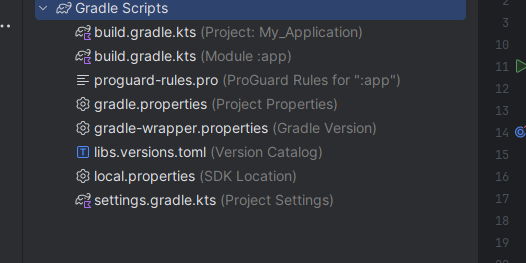 Gradle Scripts
build.gradle.kts (Project: My_Application)
build.gradle.kts (Module :app)
proguard-rules.pro (ProGuard Rules for ":app")
gradle.properties (Project Properties)
gradle-wrapper.properties (Gradle Version)
libs.versions.toml (Version Catalog)
local.properties (SDK Location)
settings.gradle.kts (Project Settings)
2
3
10
11
12
13
14
15
16
17
18
19